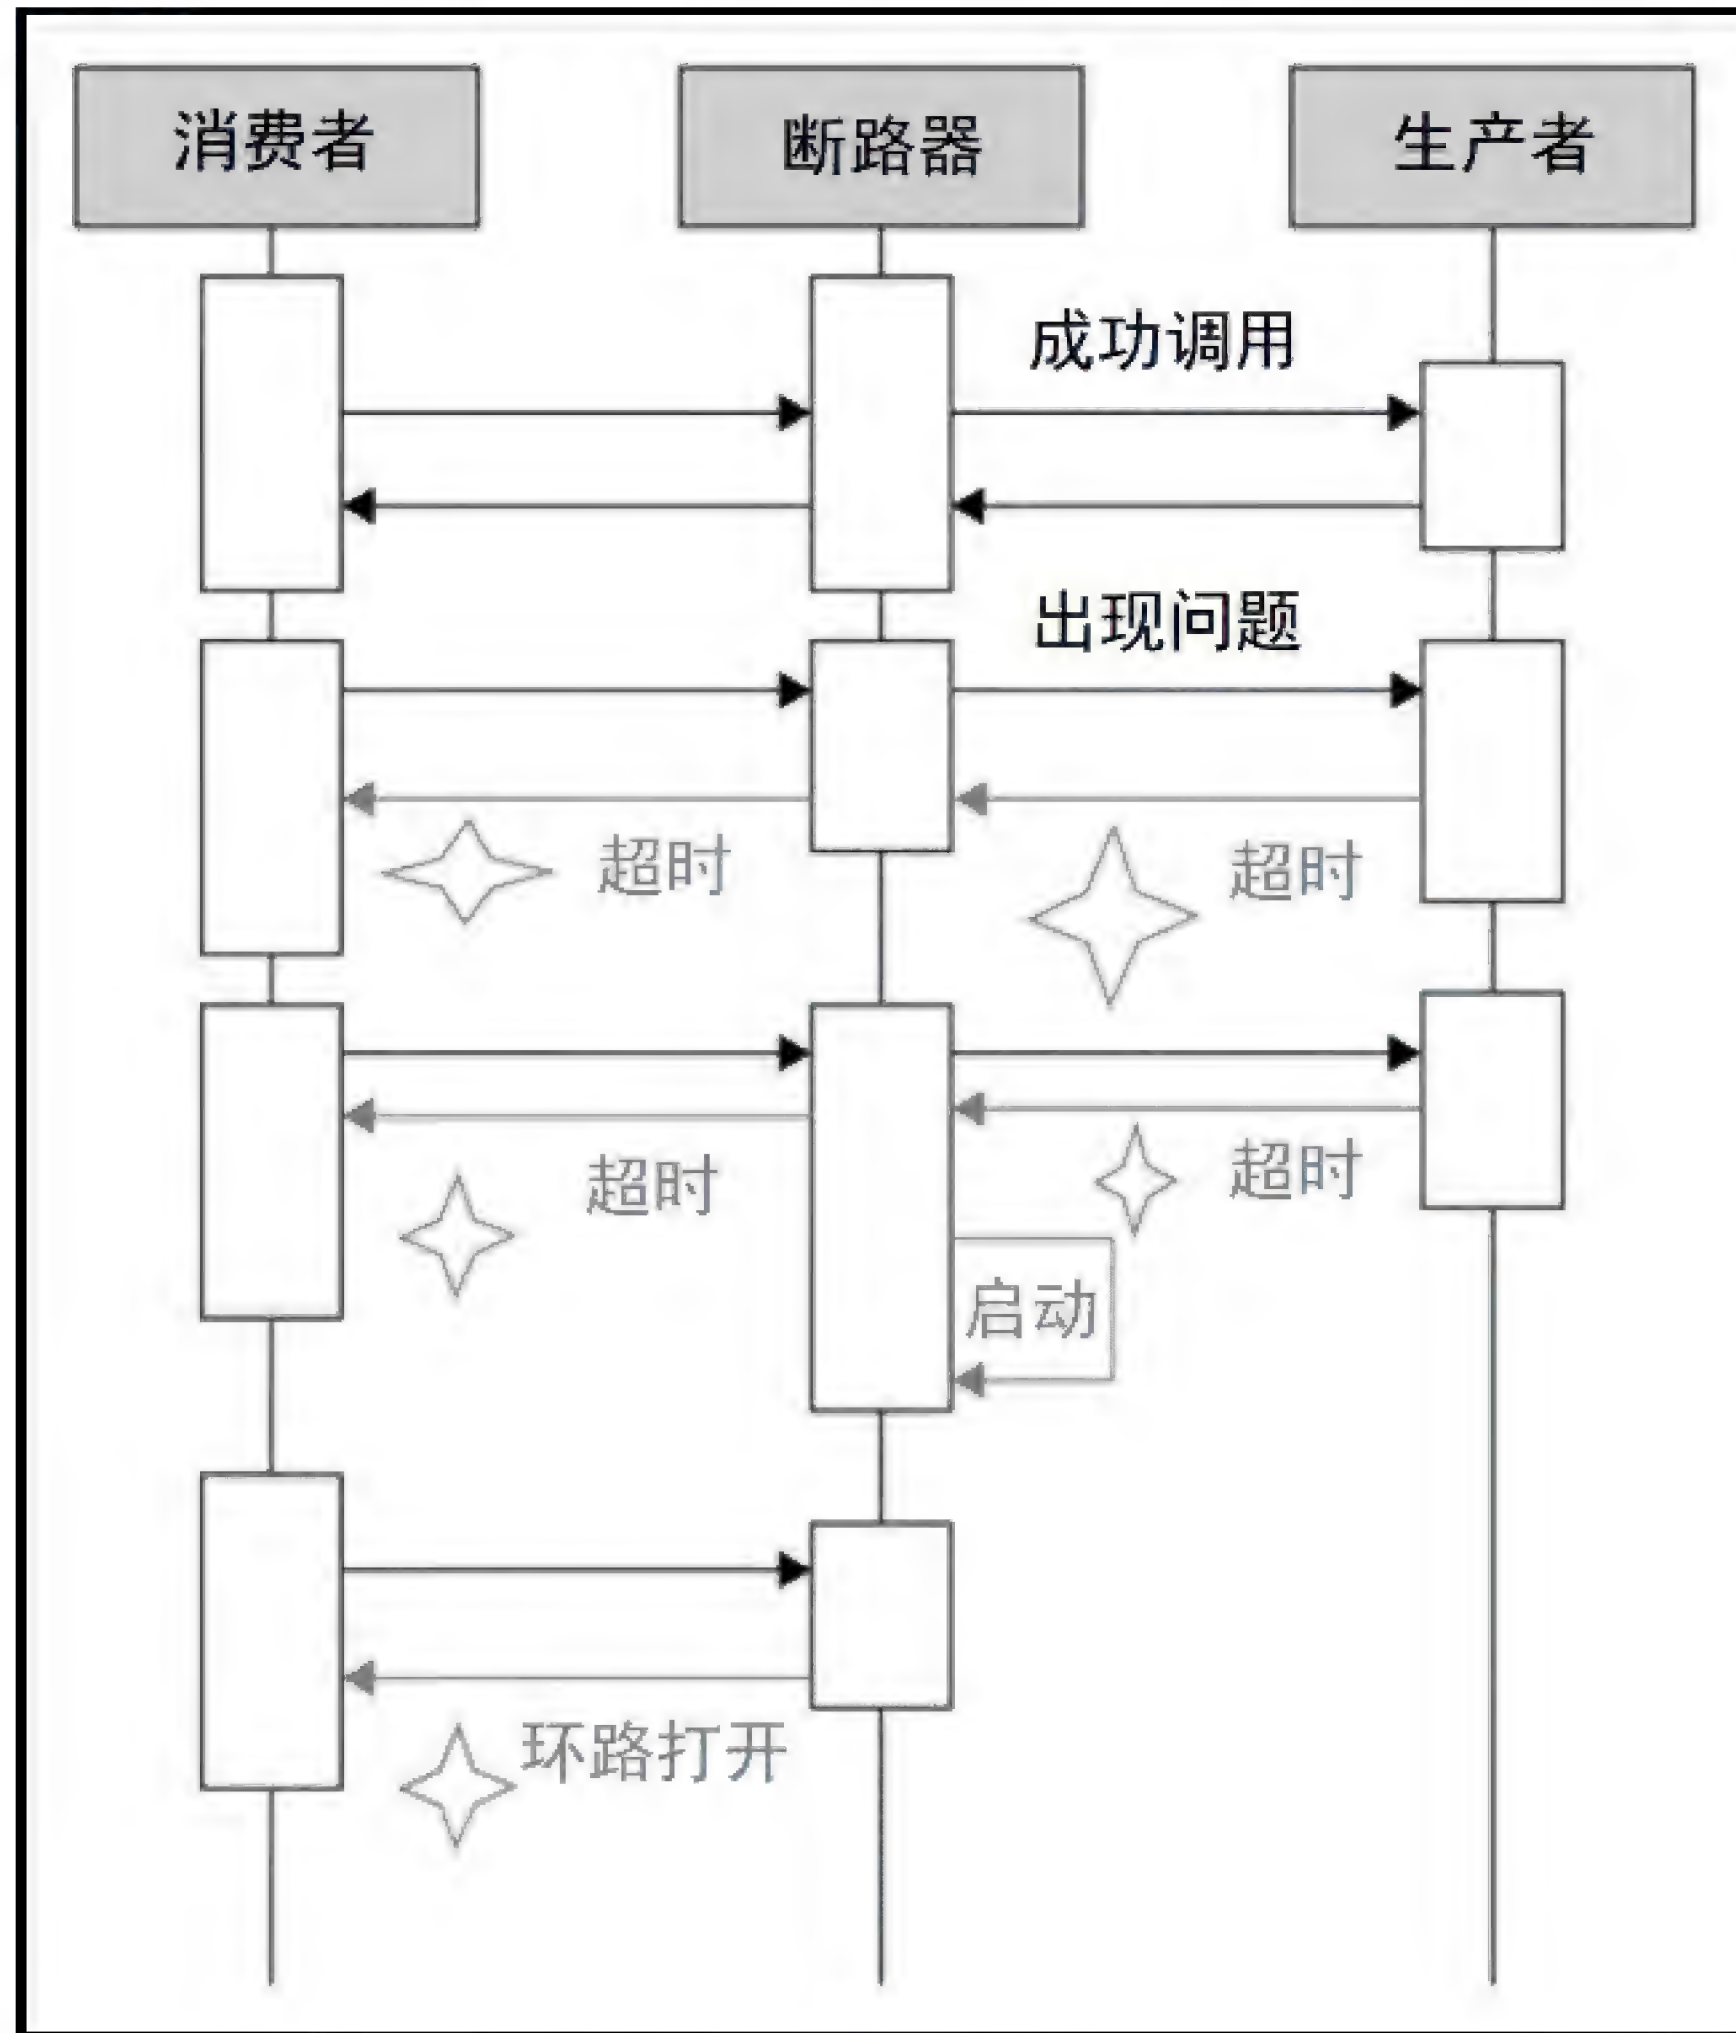 消费者
断路器
生产者
成功调用
出现问题
超时
超时
超时
超时
启动
环路打开